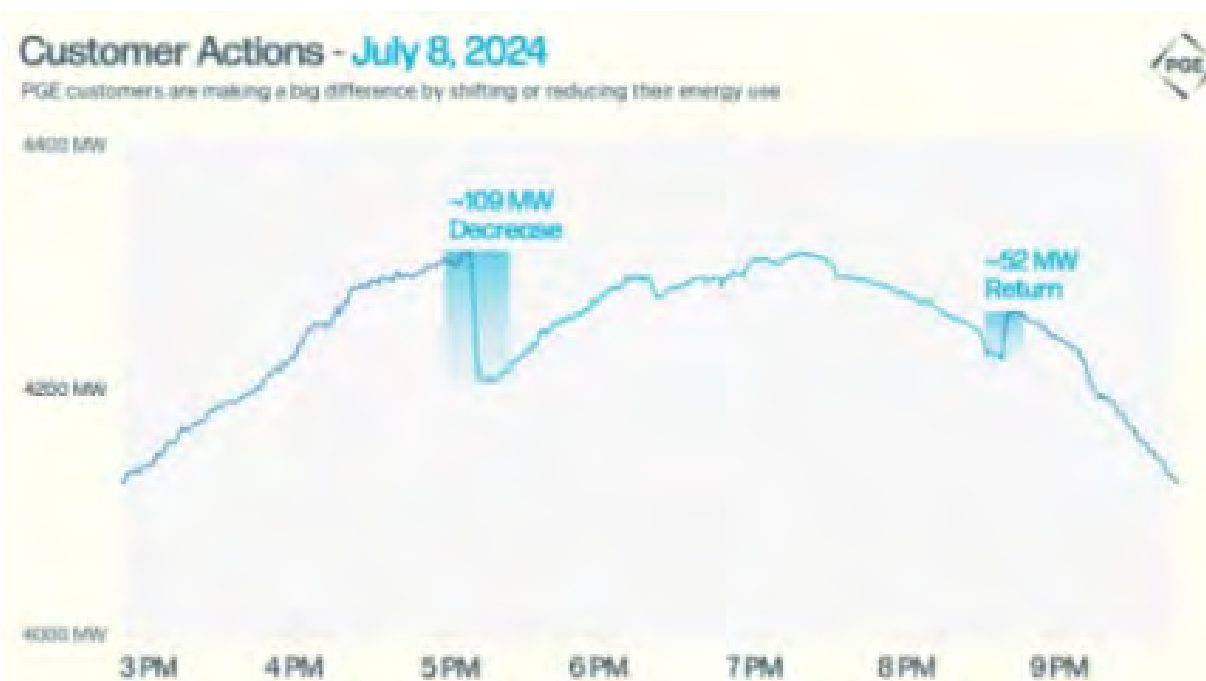 Customer Actions - July 8, 2024
PGE
PGE customers are making a big difference by shifting or reducing their energy use
4400 MW
~109 MW
Decrease
~52 MW
Return
4200 MW
4000 MW
3 PM 4 PM 5 PM 6 PM 7 PM 8 PM 9 PM